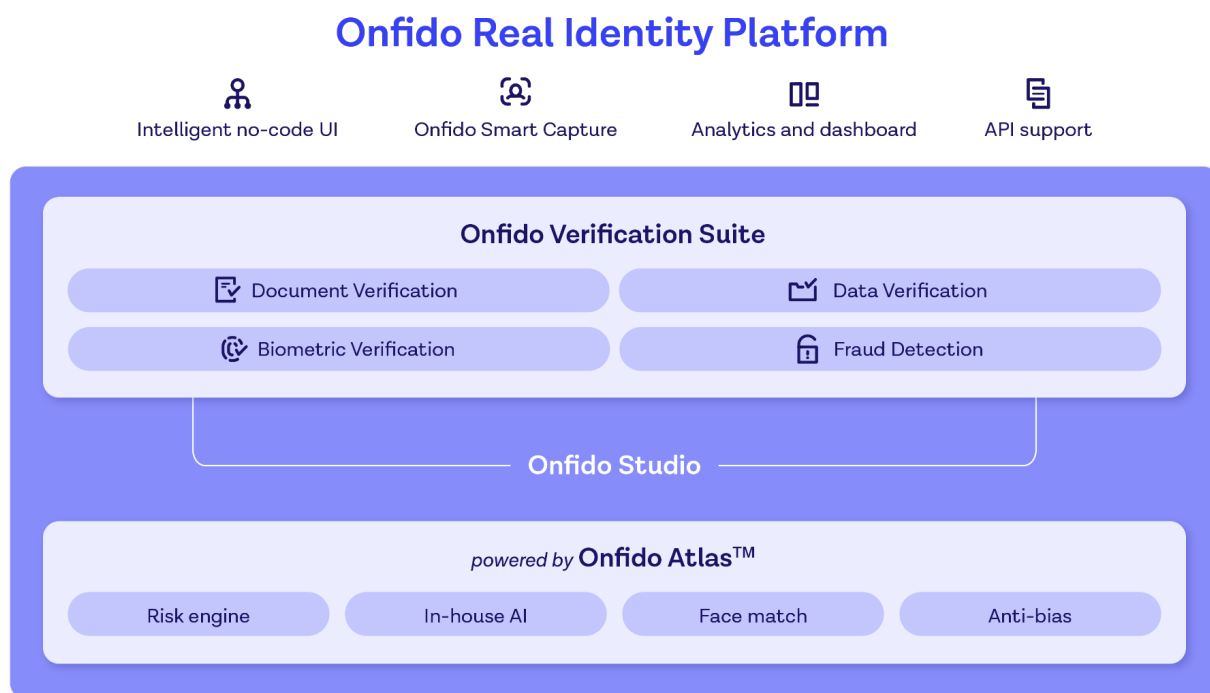 Onfido Real Identity Platform
Intelligent no-code UI
Onfido Smart Capture
Analytics and dashboard
API support
Onfido Verification Suite
Document Verification
Data Verification
Biometric Verification
Fraud Detection
Onfido Studio
powered by Onfido Atlas™
Risk engine
In-house AI
Face match
Anti-bias